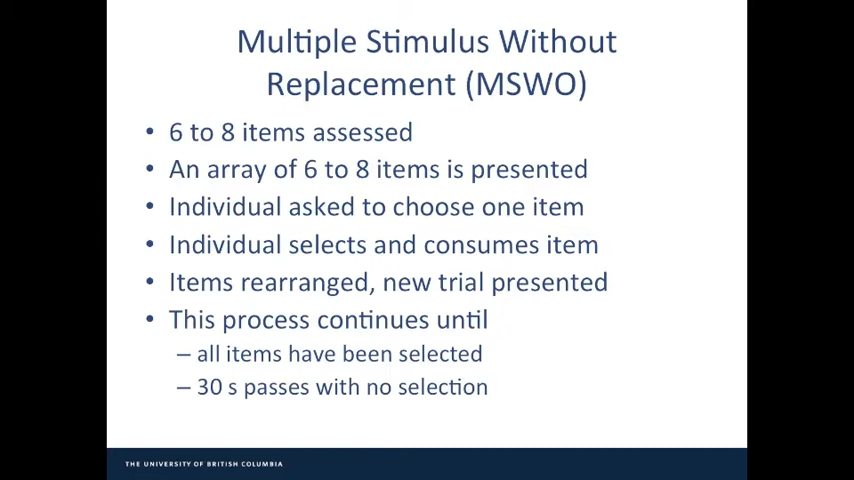 Multiple Stimulus Without
Replacement (MSWO)
• 6 to 8 items assessed
• An array of 6 to 8 items is presented
• Individual asked to choose one item
• Individual selects and consumes item
• Items rearranged, new trial presented
• This process continues until
– all items have been selected
– 30 s passes with no selection
THE UNIVERSITY OF BRITISH COLUMBIA